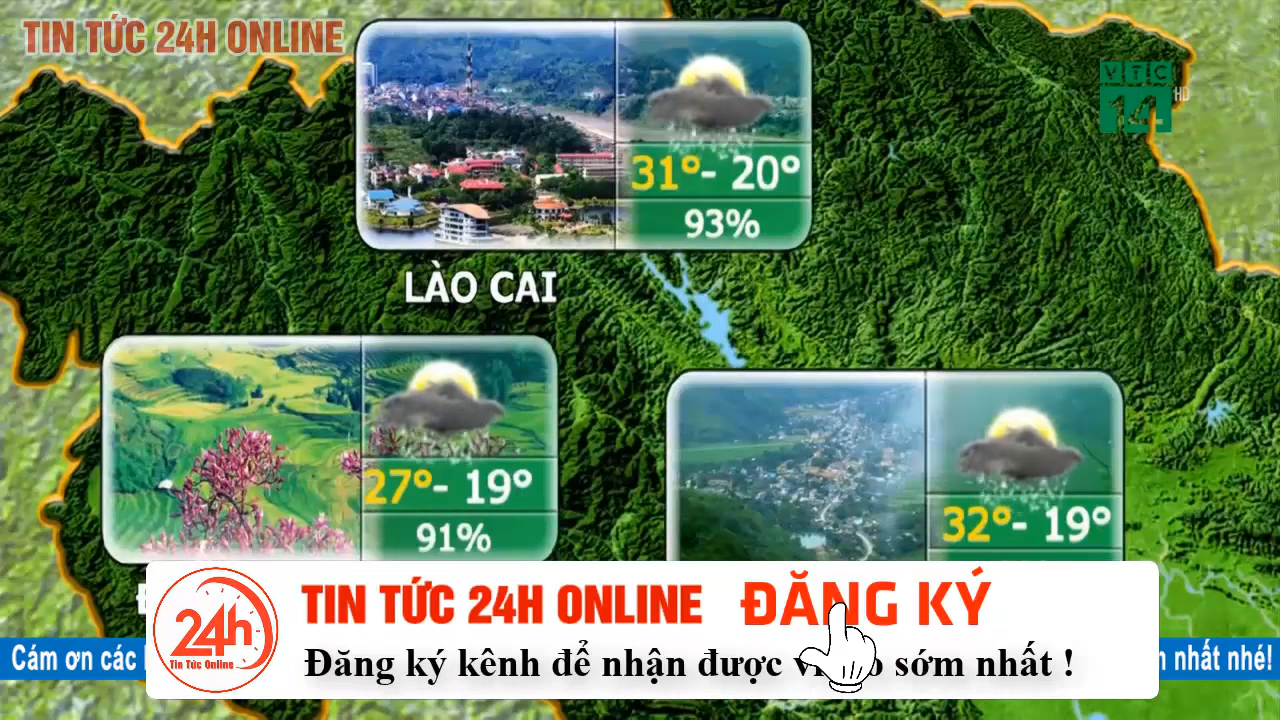 TIN TỨC 24H ONLINE
VTC
14
HD
31°- 20°
93%
LÀO CAI
27°- 19°
91%
32°- 19°
24h
Tin Tức Online
TIN TỨC 24H ONLINE ĐĂNG KÝ
Đăng ký kênh để nhận được sớm nhất !
Cám ơn các
nhất nhé!